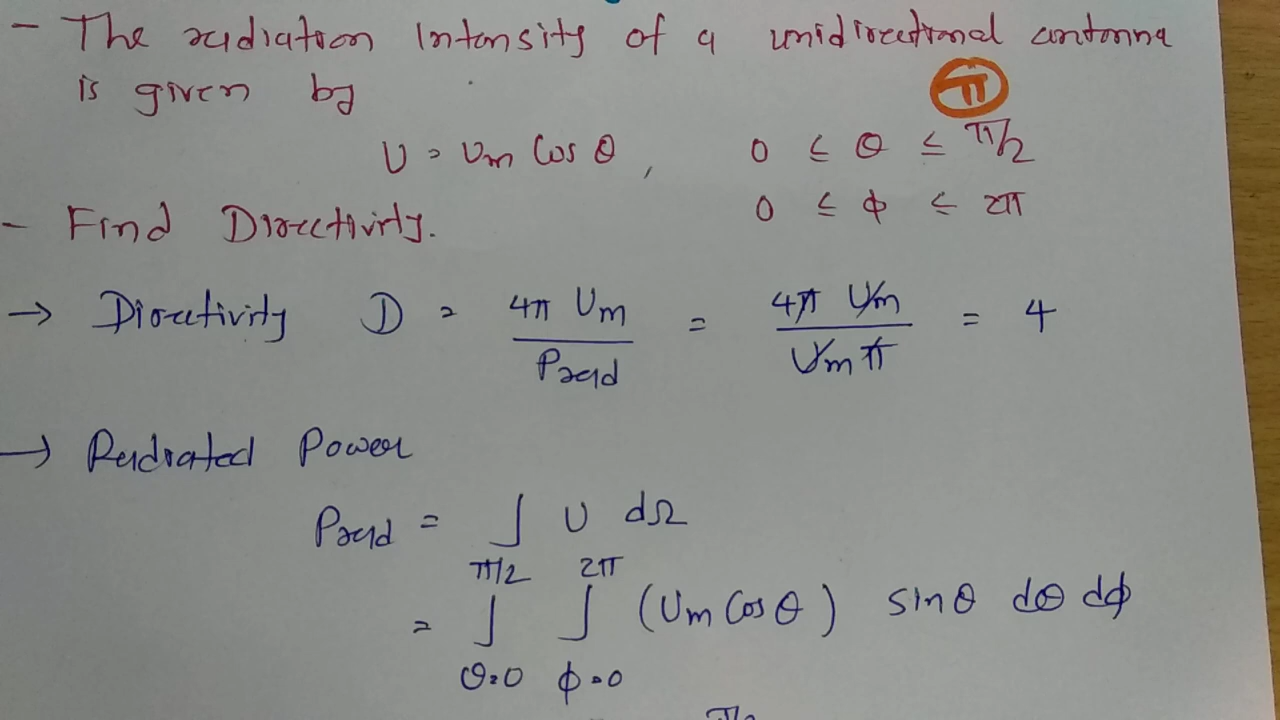 - The radiation Intensity of a unidirectional antenna
is given by
π
U = Um Cos θ, 0 ≤ θ ≤ π/2
0 ≤ φ ≤ 2π
- Find Directivity.
→ Directivity D = 4π Um / Prad = 4π Um / Um π = 4
→ Radiated Power
Prad = ∫ U dΩ
π/2 2π
= ∫ ∫ (Um Cos θ) sin θ dθ dφ
θ=0 φ=0
π/2